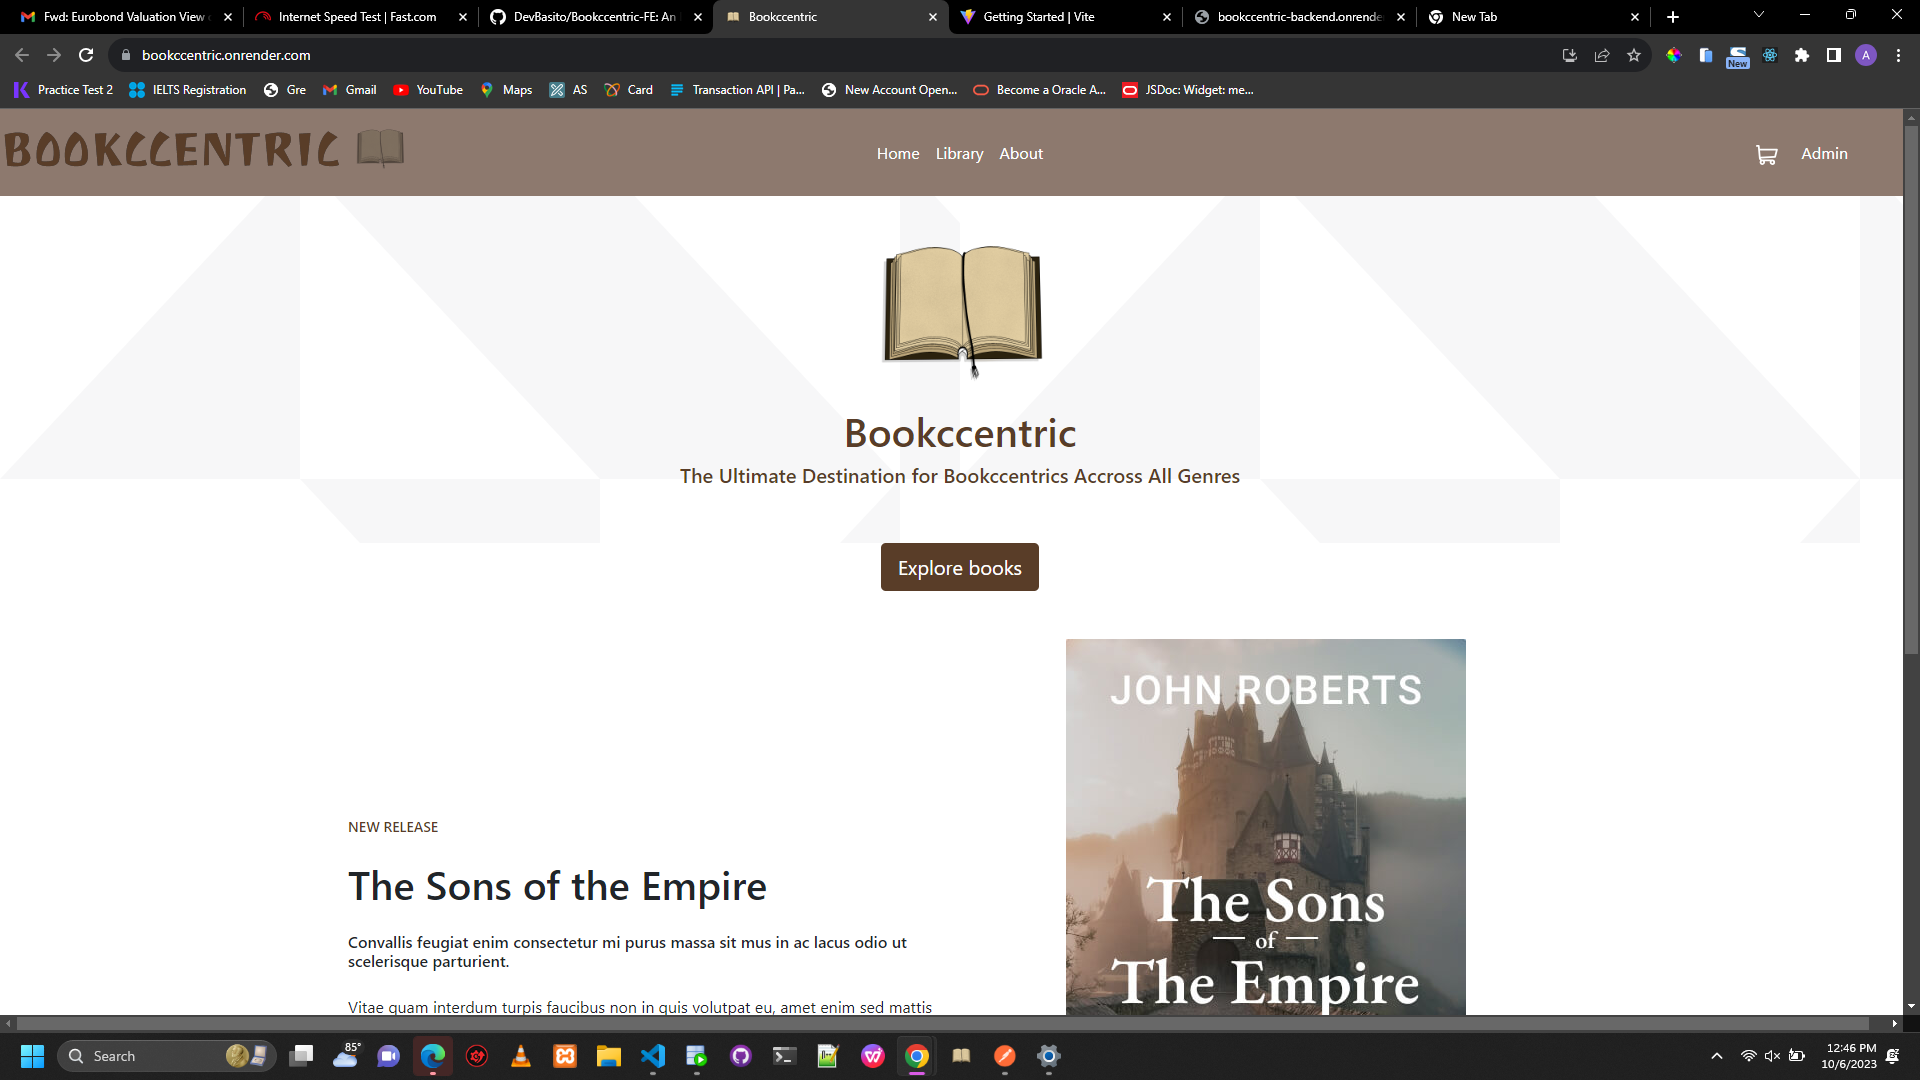 Fwd: Eurobond Valuation View
Internet Speed Test | Fast.com
DevBasito/Bookccentric-FE: An
Bookccentric
Getting Started | Vite
bookccentric-backend.onrende
New Tab
bookccentric.onrender.com
New
A
Practice Test 2
IELTS Registration
Gre
Gmail
YouTube
Maps
AS
Card
Transaction API | Pa...
New Account Open...
Become a Oracle A...
JSDoc: Widget: me...
BOOKCCENTRIC
Home
Library
About
Admin
Bookccentric
The Ultimate Destination for Bookccentrics Accross All Genres
Explore books
NEW RELEASE
The Sons of the Empire
Convallis feugiat enim consectetur mi purus massa sit mus in ac lacus odio ut
scelerisque parturient.
Vitae quam interdum turpis faucibus non in quis volutpat eu, amet enim sed mattis
JOHN ROBERTS
The Sons
of
The Empire
Search
85°
12:46 PM
10/6/2023